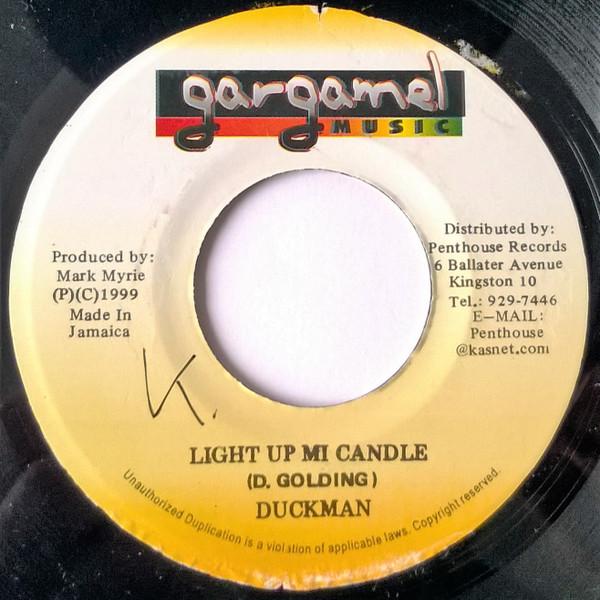 gargamel
MUSIC
Produced by:
Mark Myrie
(P)(C)1999
Made In
Jamaica
Distributed by:
Penthouse Records
6 Ballater Avenue
Kingston 10
Tel.: 929-7446
E-MAIL:
Penthouse
@kasnet.com
K.
LIGHT UP MI CANDLE
(D. GOLDING)
DUCKMAN
Unauthorized Duplication is a violation of applicable laws. Copyright reserved.